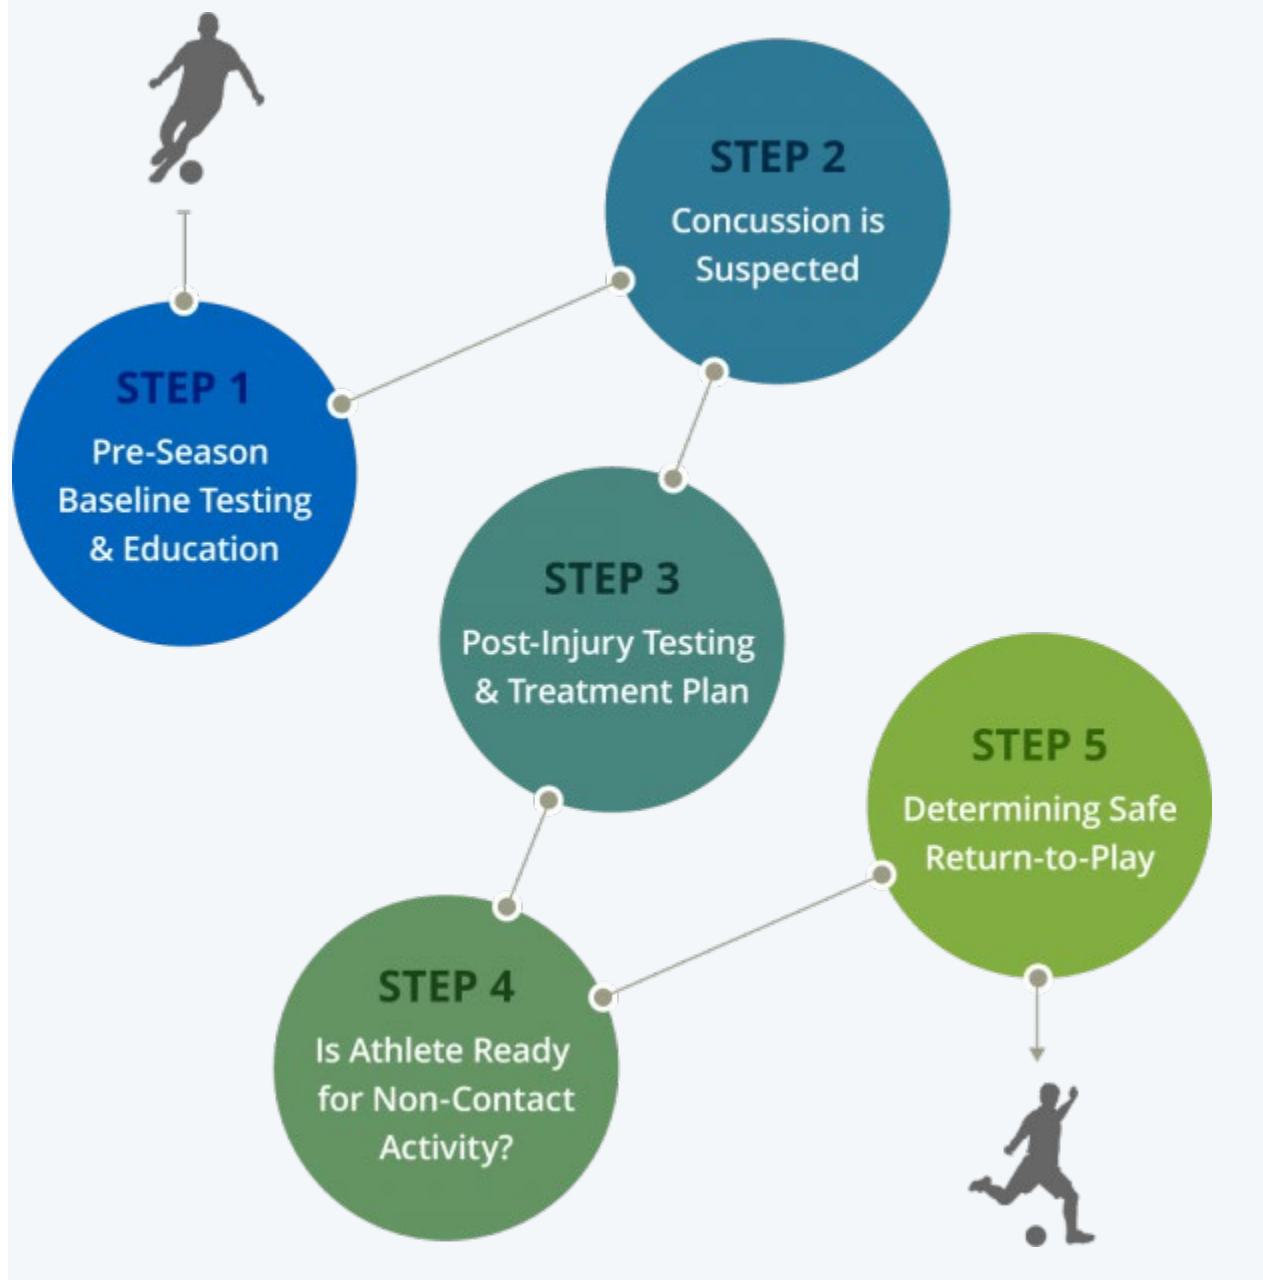 STEP 1
Pre-Season
Baseline Testing
& Education
STEP 2
Concussion is
Suspected
STEP 3
Post-Injury Testing
& Treatment Plan
STEP 4
Is Athlete Ready
for Non-Contact
Activity?
STEP 5
Determining Safe
Return-to-Play